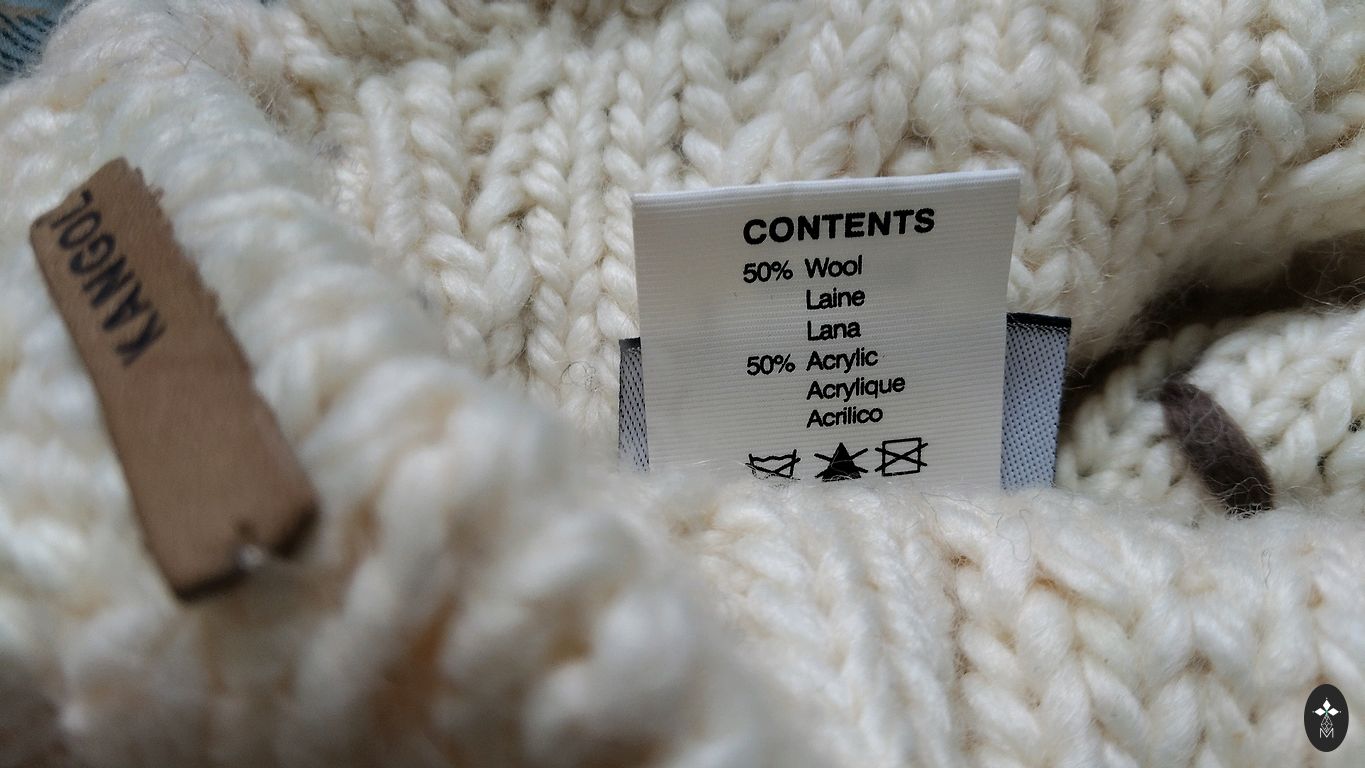 KANGOL
CONTENTS
50% Wool
Laine
Lana
50% Acrylic
Acrylique
Acrilico
M